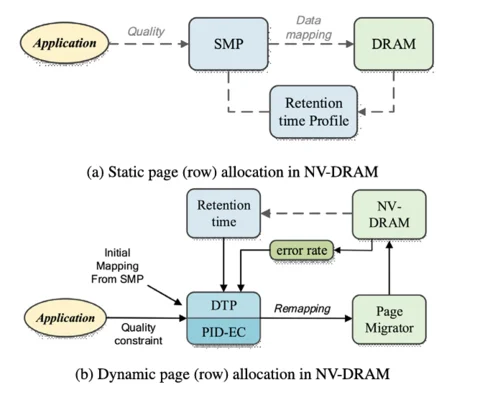 Application
Quality
SMP
Data
mapping
DRAM
Retention
time Profile
(a) Static page (row) allocation in NV-DRAM
Retention
time
NV-
DRAM
error rate
Initial
Mapping
From SMP
Application
Quality
constraint
DTP
PID-EC
Remapping
Page
Migrator
(b) Dynamic page (row) allocation in NV-DRAM